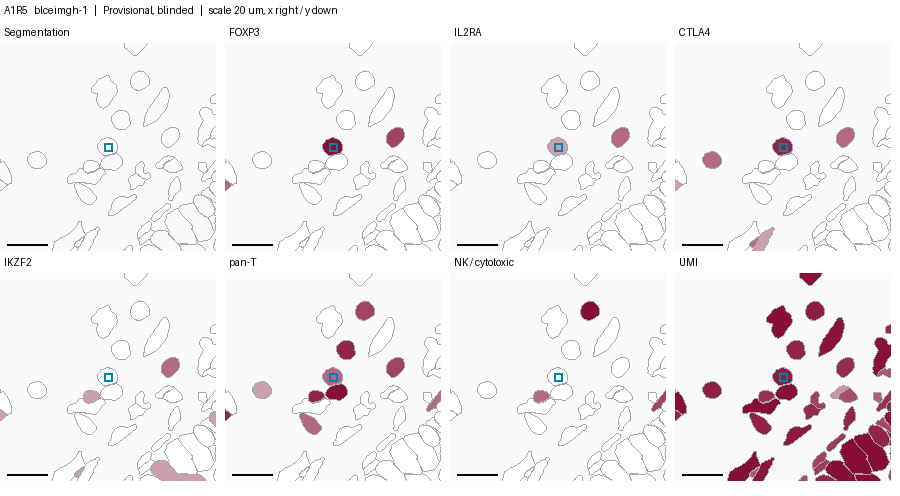 A1R5 blceimgh-1 | Provisional, blinded | scale 20 um, x right / y down
Segmentation FOXP3 IL2RA CTLA4
IKZF2 pan-T NK / cytotoxic UMI